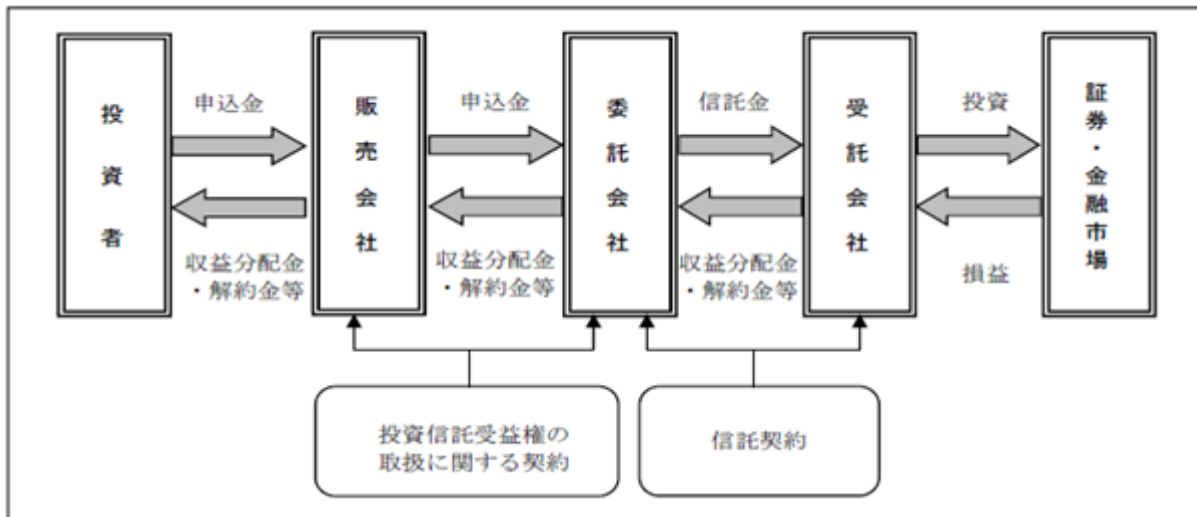 投資者
申込金
収益分配金
・解約金等
販売会社
申込金
収益分配金
・解約金等
委託会社
信託金
収益分配金
・解約金等
受託会社
投資
損益
証券・金融市場
投資信託受益権の
取扱に関する契約
信託契約